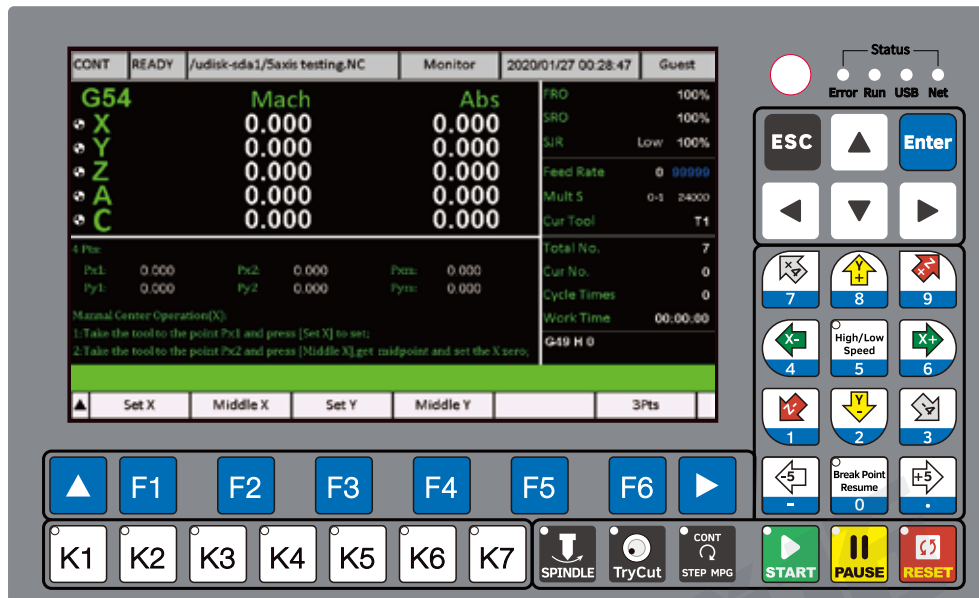 CONT READY /udisk-sda1/5axis testing.NC Monitor 2020/01/27 00:28:47 Guest
G54 Mach Abs
X 0.000 0.000
Y 0.000 0.000
Z 0.000 0.000
A 0.000 0.000
C 0.000 0.000
FRO 100%
SRO 100%
SJR Low 100%
Feed Rate 0 99999
Mult S 0-1 24000
Cur Tool T1
Total No. 7
Cur No. 0
Cycle Times 0
Work Time 00:00:00
G49 H 0
4 Pts:
Px1: 0.000 Px2: 0.000 Pxm: 0.000
Py1: 0.000 Py2 0.000 Pym: 0.000
Manual Center Operation(X):
1:Take the tool to the point Px1 and press [Set X] to set;
2:Take the tool to the point Px2 and press [Middle X],get midpoint and set the X zero;
Set X Middle X Set Y Middle Y 3Pts
Status
Error Run USB Net
ESC Enter
X 4 Y + X Z
7 8 9
X- High/Low Speed X+
4 5 6
Z- Y - -4
1 2 3
-5 Break Point Resume +5
- 0 .
F1 F2 F3 F4 F5 F6
K1 K2 K3 K4 K5 K6 K7
SPINDLE TryCut CONT STEP MPG
START PAUSE RESET